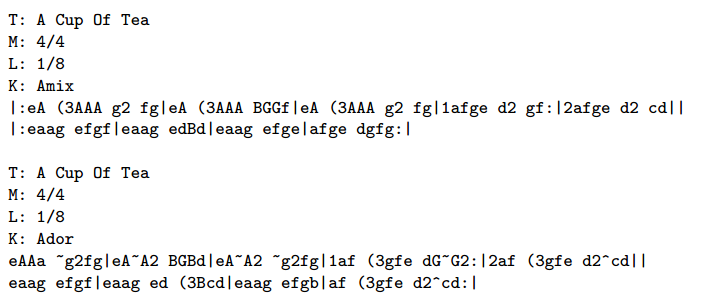 T: A Cup Of Tea
M: 4/4
L: 1/8
K: Amix
|:eA (3AAA g2 fg|eA (3AAA BGGf|eA (3AAA g2 fg|1afge d2 gf:|2afge d2 cd||
|:eaag efgf|eaag edBd|eaag efge|afge dgfg:|
T: A Cup Of Tea
M: 4/4
L: 1/8
K: Ador
eAAa ~g2fg|eA~A2 BGBd|eA~A2 ~g2fg|1af (3gfe dG~G2:|2af (3gfe d2^cd||
eaag efgf|eaag ed (3Bcd|eaag efgb|af (3gfe d2^cd:|